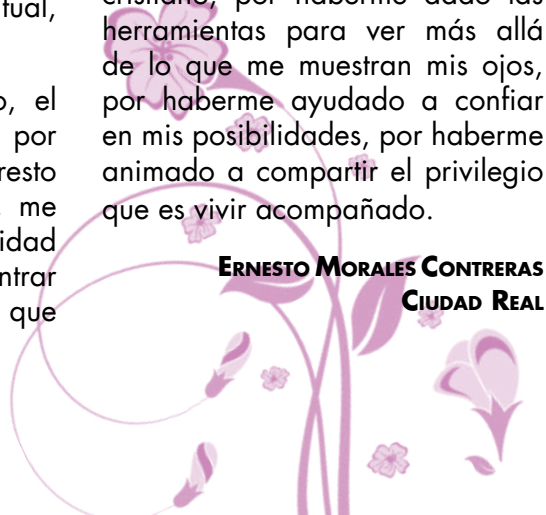 tual,
o, el
por
resto
me
idad
ntrar
que
cristiano, por haberme dado las
herramientas para ver más allá
de lo que me muestran mis ojos,
por haberme ayudado a confiar
en mis posibilidades, por haberme
animado a compartir el privilegio
que es vivir acompañado.
Ernesto Morales Contreras
Ciudad Real